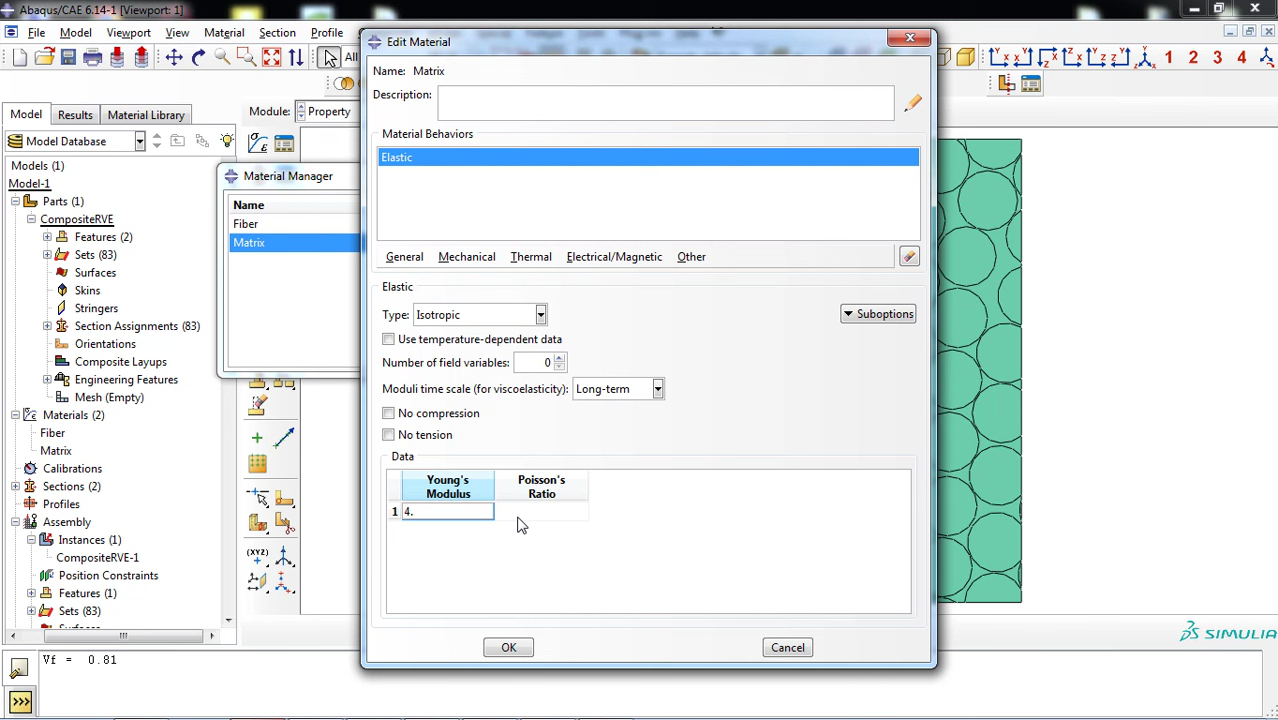 Abaqus/CAE 6.14-1 [Viewport: 1]
File Model Viewport View Material Section Profile
All
1 2 3 4
Model Results Material Library
Module: Property
Model Database
Models (1)
Model-1
Parts (1)
CompositeRVE
Features (2)
Sets (83)
Surfaces
Skins
Stringers
Section Assignments (83)
Orientations
Composite Layups
Engineering Features
Mesh (Empty)
Materials (2)
Fiber
Matrix
Calibrations
Sections (2)
Profiles
Assembly
Instances (1)
CompositeRVE-1
Position Constraints
Features (1)
Sets (83)
Material Manager
Name
Fiber
Matrix
Edit Material
Name: Matrix
Description:
Material Behaviors
Elastic
General Mechanical Thermal Electrical/Magnetic Other
Elastic
Type: Isotropic
Suboptions
Use temperature-dependent data
Number of field variables: 0
Moduli time scale (for viscoelasticity): Long-term
No compression
No tension
Data
Young's Modulus
Poisson's Ratio
1 4.
OK Cancel
SIMULIA
Vf = 0.81
>>>